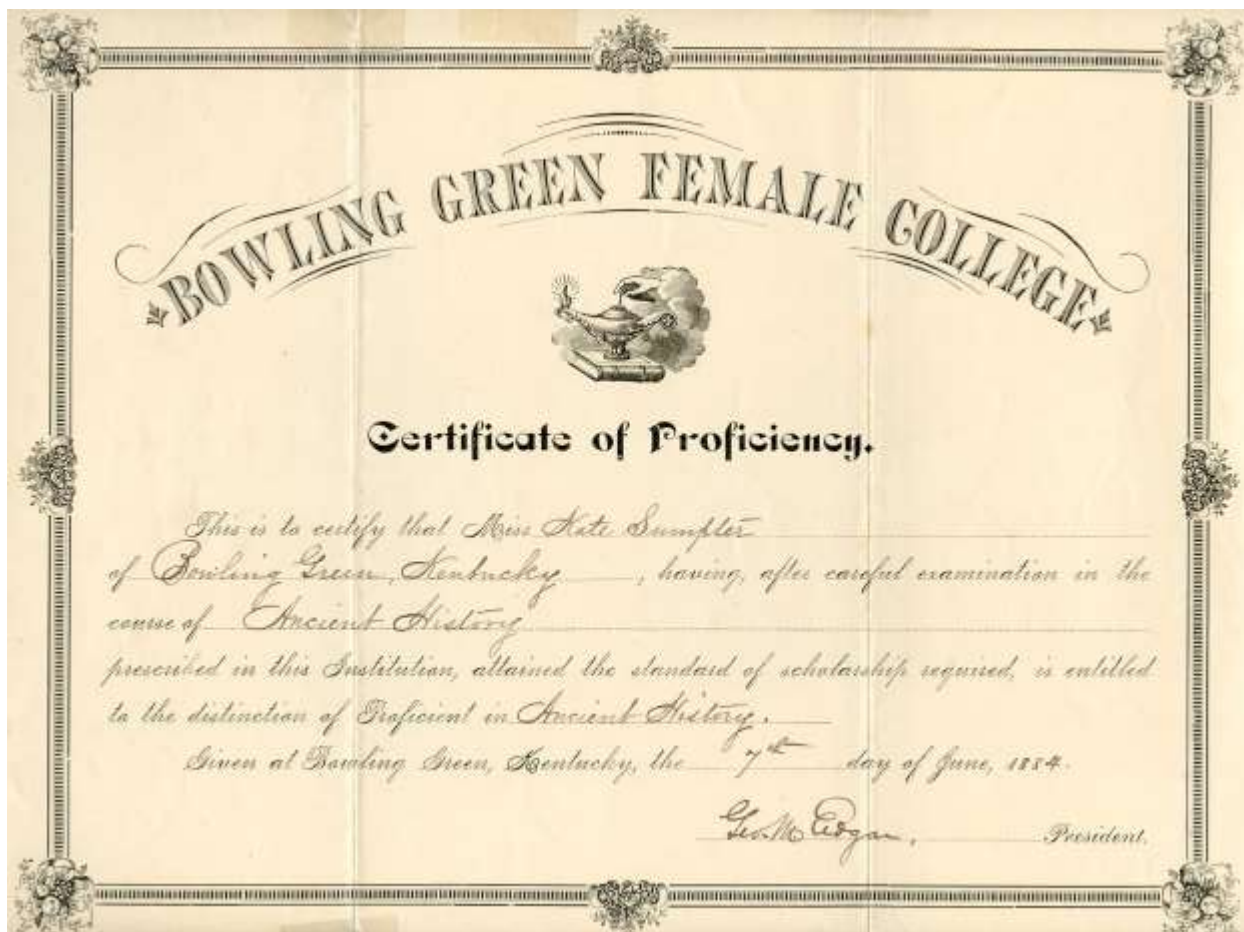 BOWLING GREEN FEMALE COLLEGE
Certificate of Proficiency.
This is to certify that Miss Kate Sumpter
of Bowling Green, Kentucky, having, after careful examination in the
course of Ancient History
prescribed in this Institution, attained the standard of scholarship required, is entitled
to the distinction of Proficient in Ancient History.
Given at Bowling Green, Kentucky, the 7th day of June, 1884.
Geo. M Edgar, President.